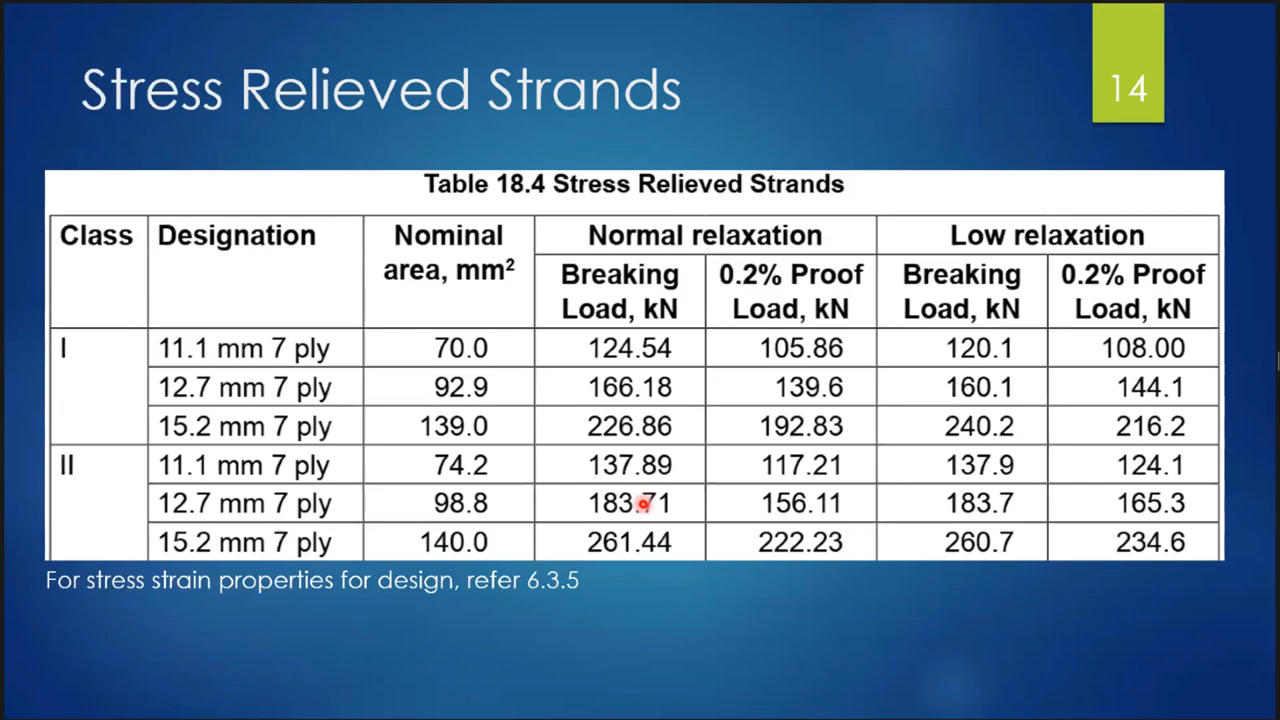 Stress Relieved Strands
14
Table 18.4 Stress Relieved Strands
Class Designation Nominal area, mm² Normal relaxation Low relaxation
Breaking Load, kN 0.2% Proof Load, kN Breaking Load, kN 0.2% Proof Load, kN
I 11.1 mm 7 ply 70.0 124.54 105.86 120.1 108.00
12.7 mm 7 ply 92.9 166.18 139.6 160.1 144.1
15.2 mm 7 ply 139.0 226.86 192.83 240.2 216.2
II 11.1 mm 7 ply 74.2 137.89 117.21 137.9 124.1
12.7 mm 7 ply 98.8 183.71 156.11 183.7 165.3
15.2 mm 7 ply 140.0 261.44 222.23 260.7 234.6
For stress strain properties for design, refer 6.3.5